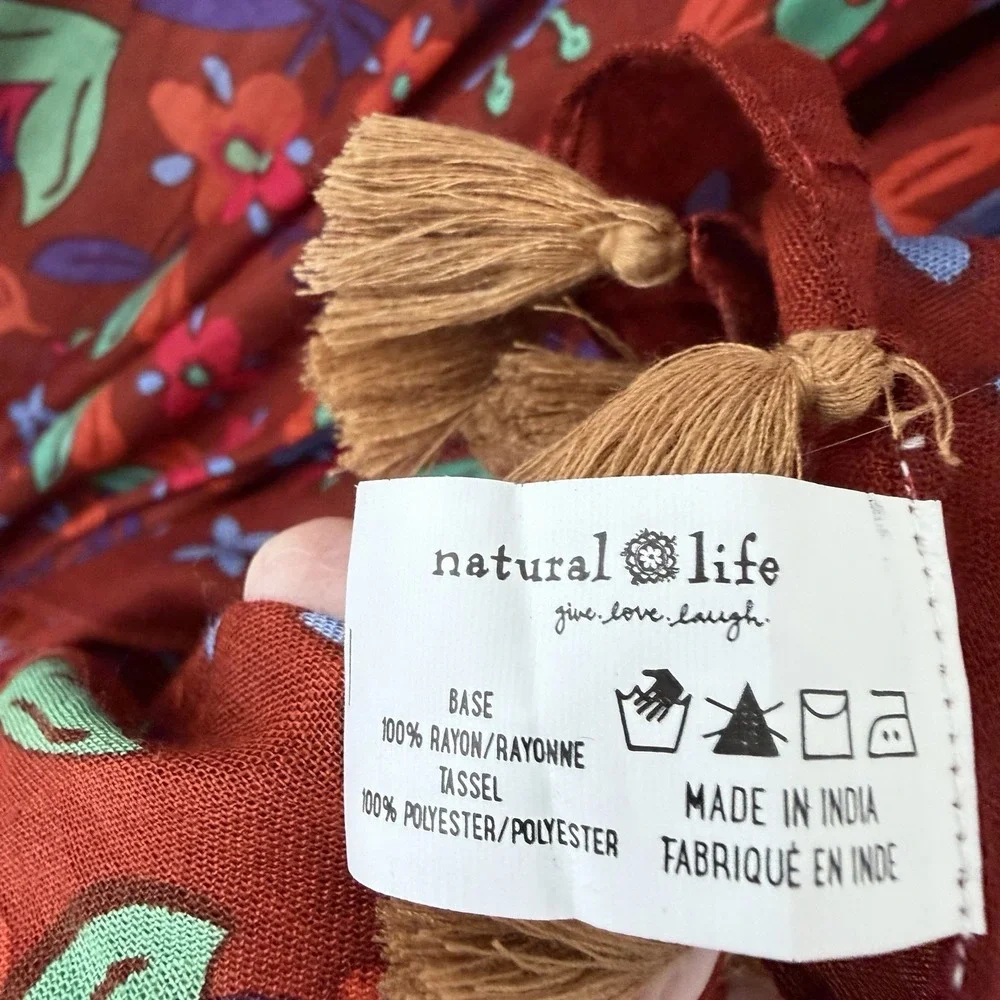 natural life
give.love.laugh.
BASE
100% RAYON/RAYONNE
TASSEL
100% POLYESTER/POLYESTER
MADE IN INDIA
FABRIQUÉ EN INDE